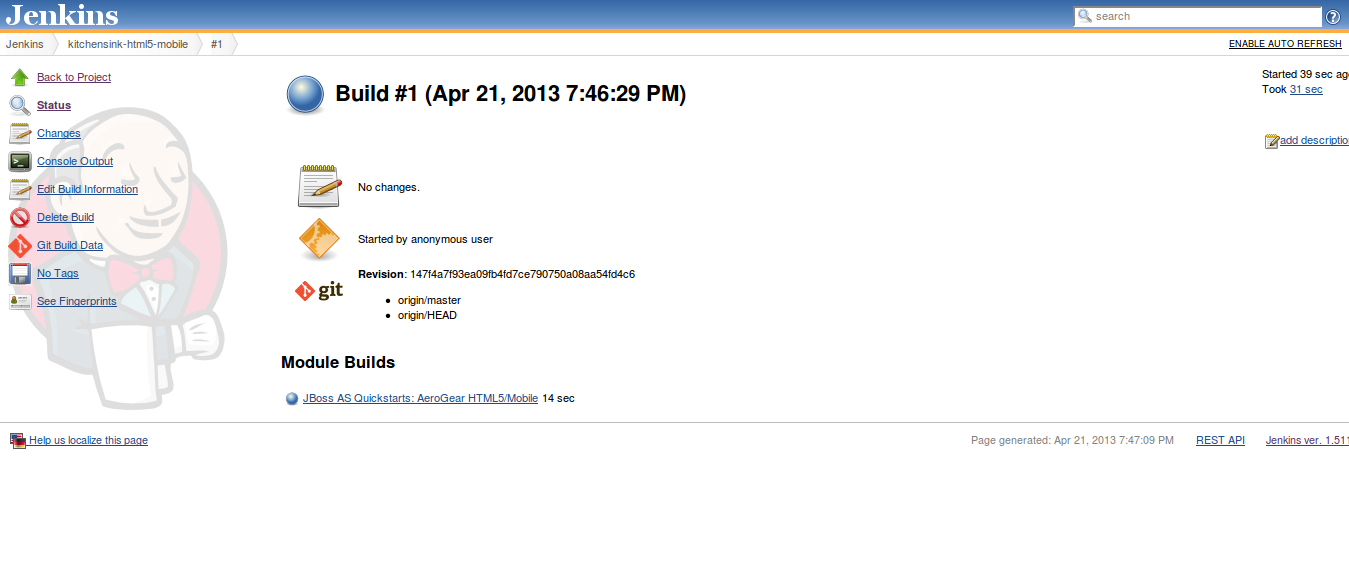 Jenkins
search
Jenkins kitchensink-html5-mobile #1 ENABLE AUTO REFRESH
Back to Project
Status
Changes
Console Output
Edit Build Information
Delete Build
Git Build Data
No Tags
See Fingerprints
Build #1 (Apr 21, 2013 7:46:29 PM)
Started 39 sec ag
Took 31 sec
add descriptio
No changes.
Started by anonymous user
git
Revision: 147f4a7f93ea09fb4fd7ce790750a08aa54fd4c6
origin/master
origin/HEAD
Module Builds
JBoss AS Quickstarts: AeroGear HTML5/Mobile 14 sec
Help us localize this page Page generated: Apr 21, 2013 7:47:09 PM REST API Jenkins ver. 1.511